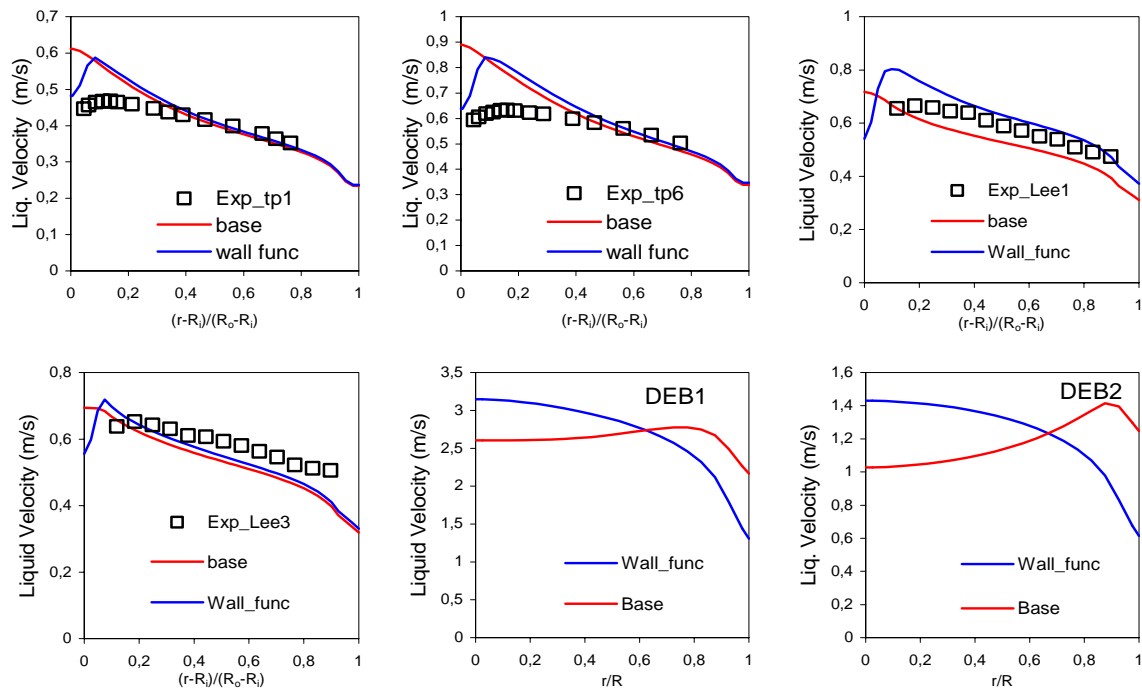 Liq. Velocity (m/s)
0,7
0,6
0,5
0,4
0,3
0,2
0,1
0
Exp_tp1
base
wall func
0 0,2 0,4 0,6 0,8 1
(r-Ri)/(Ro-Ri)
Liq. Velocity (m/s)
1
0,9
0,8
0,7
0,6
0,5
0,4
0,3
0,2
0,1
0
Exp_tp6
base
wall func
0 0,2 0,4 0,6 0,8 1
(r-Ri)/(Ro-Ri)
Liquid Velocity (m/s)
1
0,8
0,6
0,4
0,2
0
Exp_Lee1
base
Wall_func
0 0,2 0,4 0,6 0,8 1
(r-Ri)/(Ro-Ri)
Liquid Velocity (m/s)
0,8
0,6
0,4
0,2
0
Exp_Lee3
base
Wall_func
0 0,2 0,4 0,6 0,8 1
(r-Ri)/(Ro-Ri)
Liquid Velocity (m/s)
3,5
3
2,5
2
1,5
1
0,5
0
DEB1
Wall_func
Base
0 0,2 0,4 0,6 0,8 1
r/R
Liq. Velocity (m/s)
1,6
1,4
1,2
1
0,8
0,6
0,4
0,2
0
DEB2
Wall_func
Base
0 0,2 0,4 0,6 0,8 1
r/R